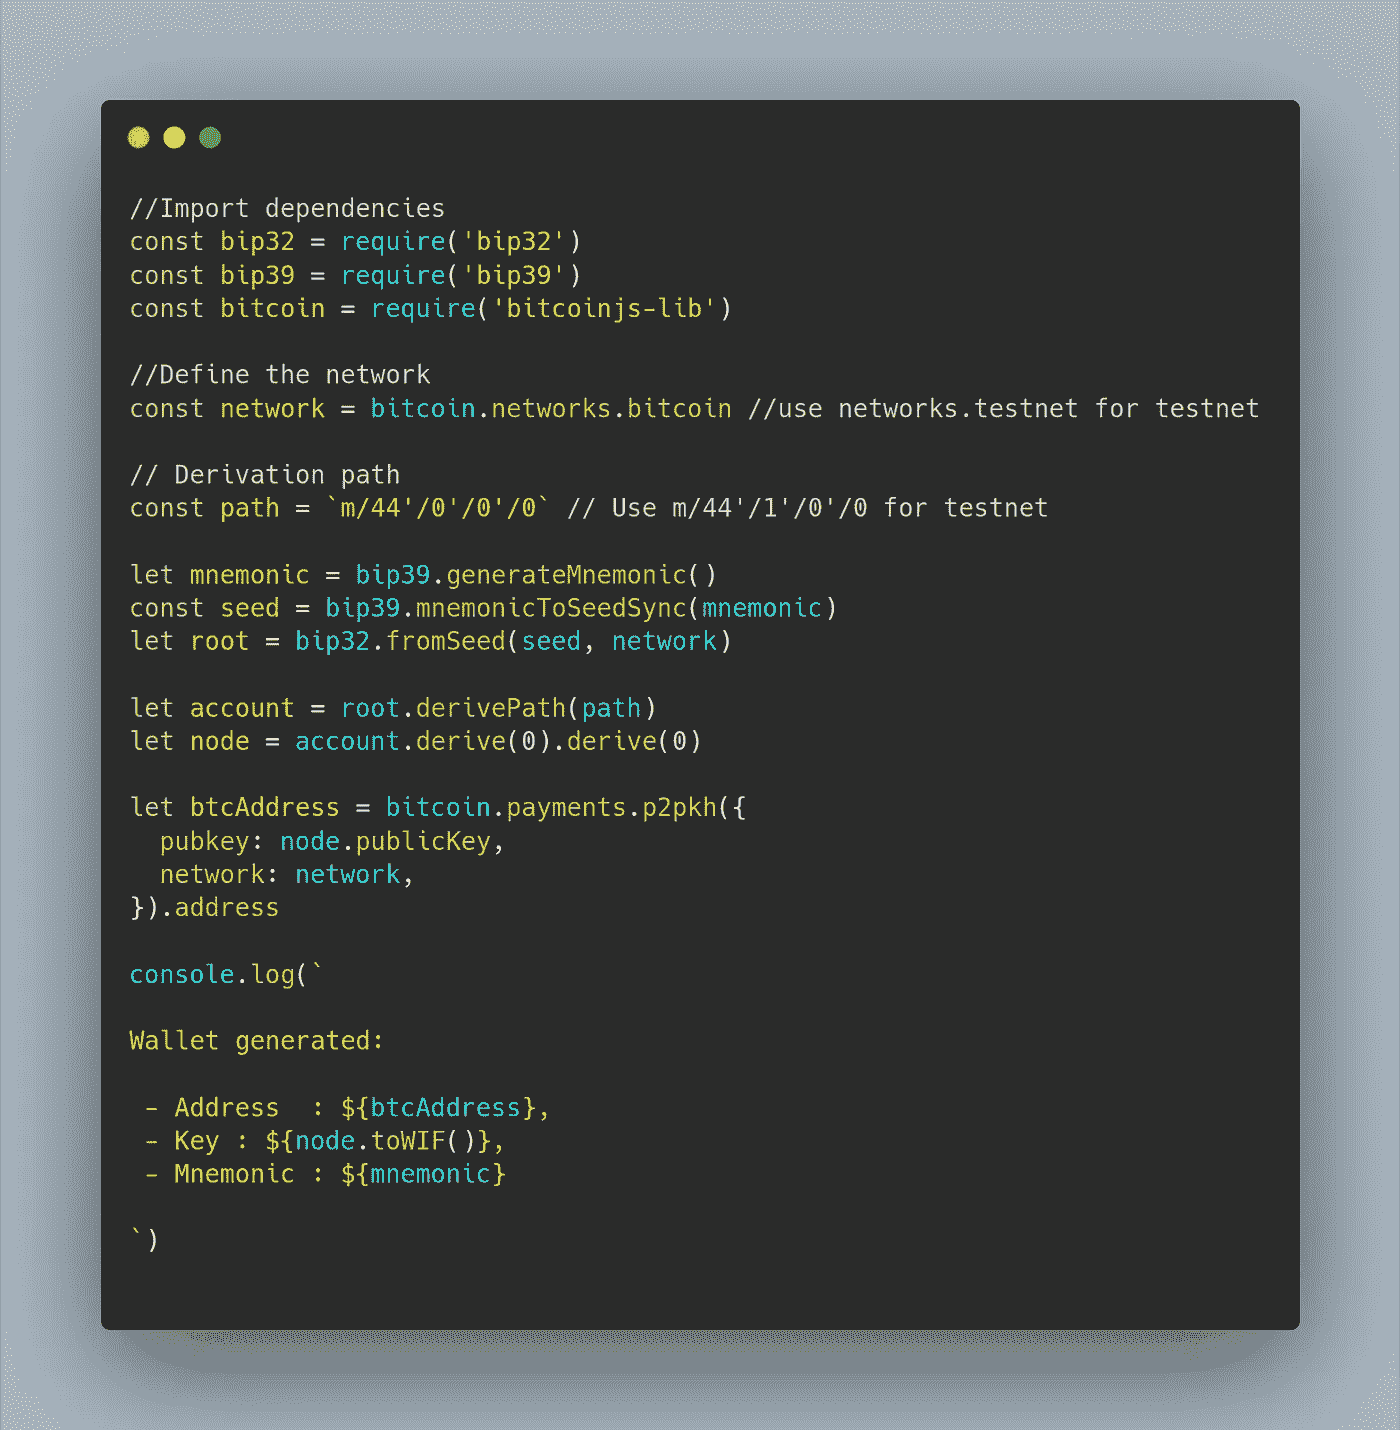 //Import dependencies
const bip32 = require('bip32')
const bip39 = require('bip39')
const bitcoin = require('bitcoinjs-lib')
//Define the network
const network = bitcoin.networks.bitcoin //use networks.testnet for testnet
// Derivation path
const path = `m/44'/0'/0'/0` // Use m/44'/1'/0'/0 for testnet
let mnemonic = bip39.generateMnemonic()
const seed = bip39.mnemonicToSeedSync(mnemonic)
let root = bip32.fromSeed(seed, network)
let account = root.derivePath(path)
let node = account.derive(0).derive(0)
let btcAddress = bitcoin.payments.p2pkh({
  pubkey: node.publicKey,
  network: network,
}).address
console.log(`
Wallet generated:
 - Address  : ${btcAddress},
 - Key : ${node.toWIF()},
 - Mnemonic : ${mnemonic}
`)